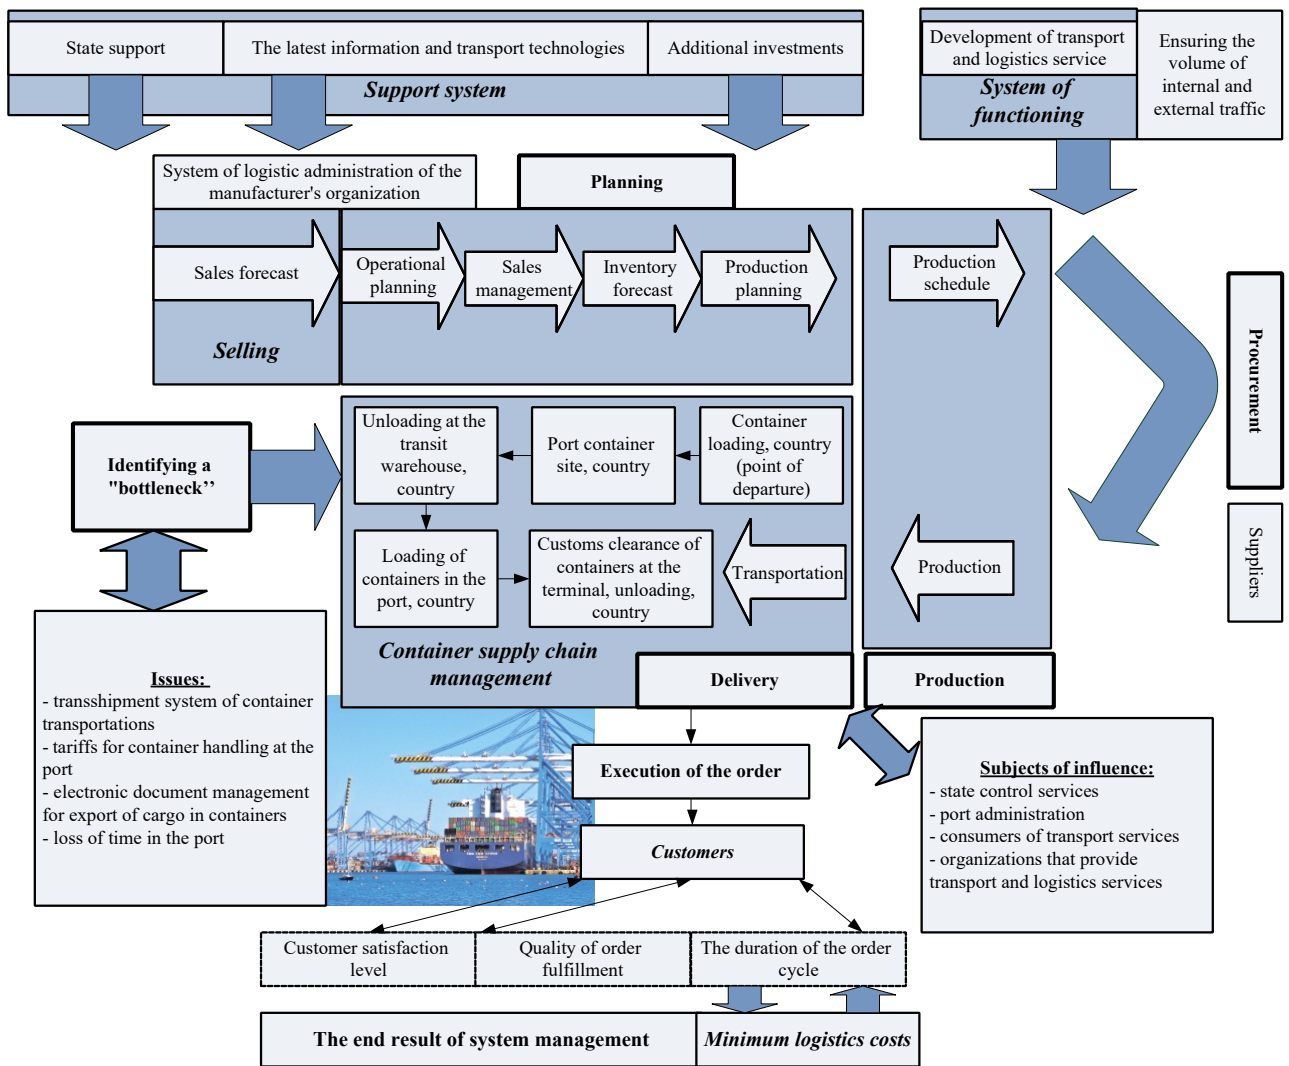 State support
The latest information and transport technologies
Additional investments
Support system
Development of transport
and logistics service
System of
functioning
Ensuring the
volume of
internal and
external traffic
System of logistic administration of the
manufacturer's organization
Planning
Sales forecast
Operational
planning
Sales
management
Inventory
forecast
Production
planning
Production
schedule
Selling
Procurement
Suppliers
Identifying a
"bottleneck’’
Unloading at the
transit
warehouse,
country
Port container
site, country
Container
loading, country
(point of
departure)
Loading of
containers in the
port, country
Customs clearance of
containers at the
terminal, unloading,
country
Transportation
Production
Container supply chain
management
Delivery
Production
Issues:
- transshipment system of container
transportations
- tariffs for container handling at the
port
- electronic document management
for export of cargo in containers
- loss of time in the port
Execution of the order
Customers
Subjects of influence:
- state control services
- port administration
- consumers of transport services
- organizations that provide
transport and logistics services
Customer satisfaction
level
Quality of order
fulfillment
The duration of the order
cycle
The end result of system management
Minimum logistics costs